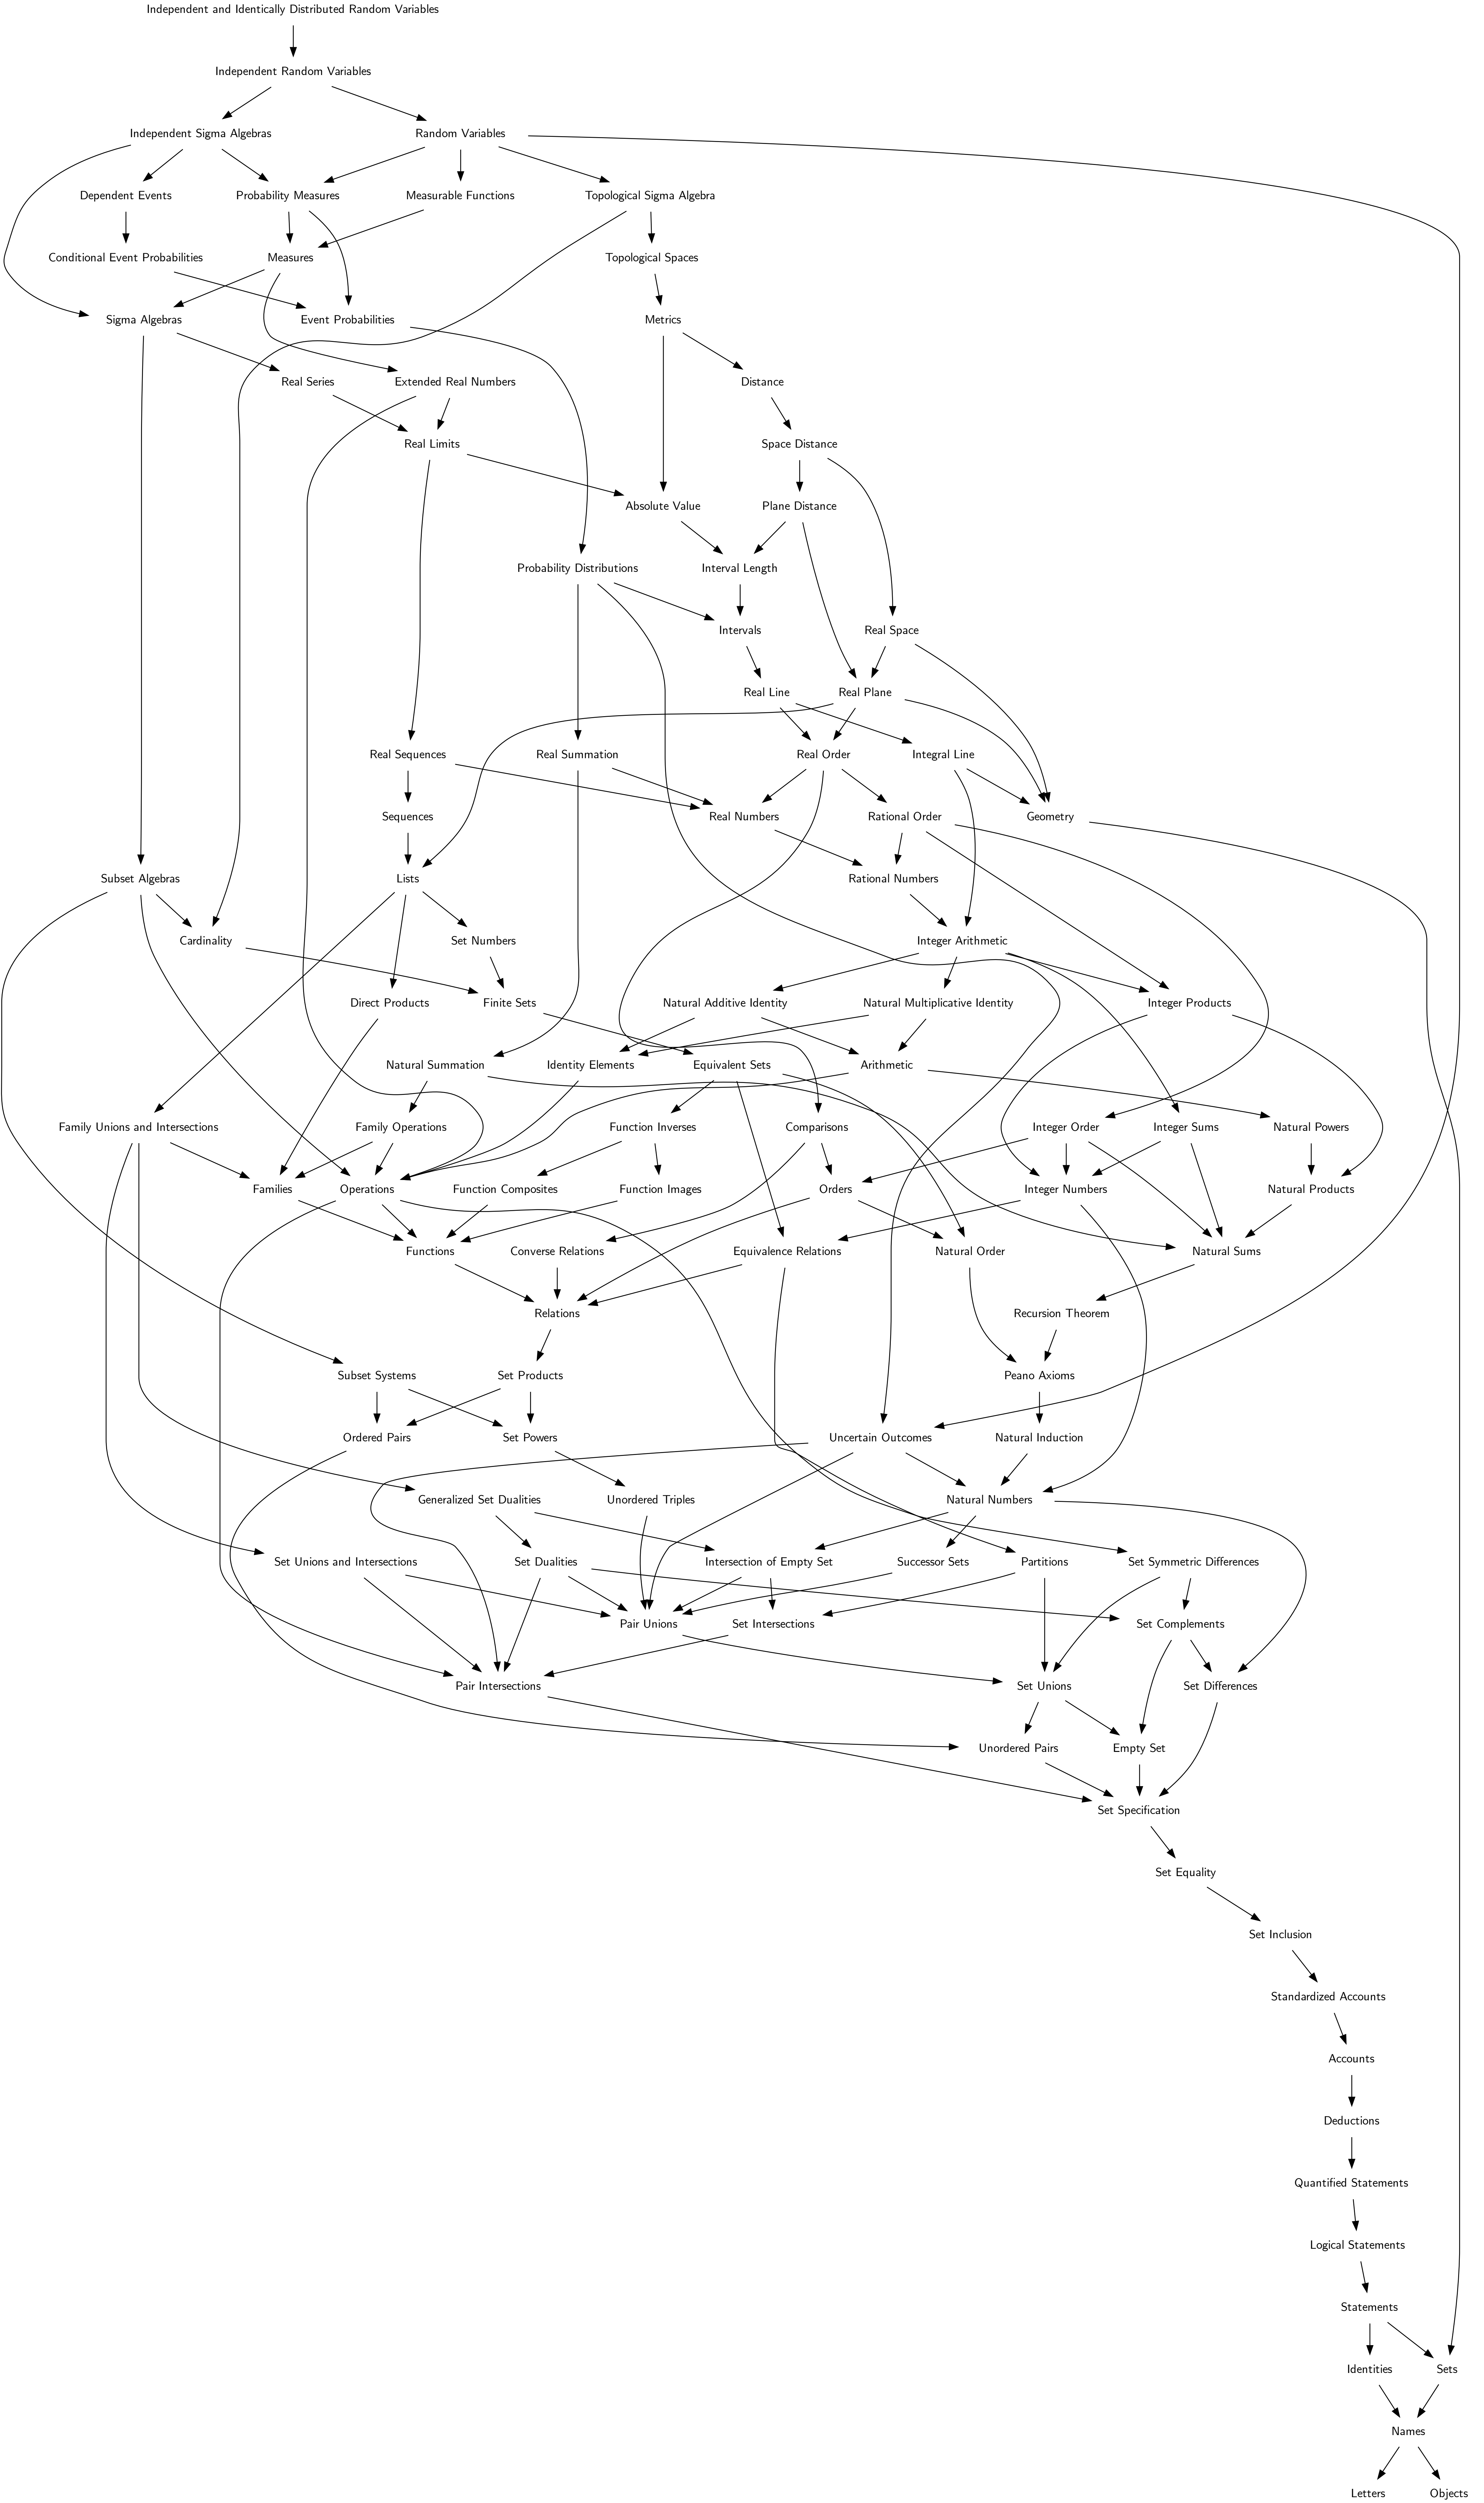 Independent and Identically Distributed Random Variables
Independent Random Variables
Independent Sigma Algebras
Random Variables
Dependent Events
Probability Measures
Measurable Functions
Topological Sigma Algebra
Conditional Event Probabilities
Measures
Topological Spaces
Sigma Algebras
Event Probabilities
Metrics
Real Series
Extended Real Numbers
Distance
Real Limits
Space Distance
Absolute Value
Plane Distance
Probability Distributions
Interval Length
Intervals
Real Space
Real Line
Real Plane
Real Sequences
Real Summation
Real Order
Integral Line
Sequences
Real Numbers
Rational Order
Geometry
Subset Algebras
Lists
Rational Numbers
Cardinality
Set Numbers
Integer Arithmetic
Direct Products
Finite Sets
Natural Additive Identity
Natural Multiplicative Identity
Integer Products
Natural Summation
Identity Elements
Equivalent Sets
Arithmetic
Family Unions and Intersections
Family Operations
Function Inverses
Comparisons
Integer Order
Integer Sums
Natural Powers
Families
Operations
Function Composites
Function Images
Orders
Integer Numbers
Natural Products
Functions
Converse Relations
Equivalence Relations
Natural Order
Natural Sums
Relations
Recursion Theorem
Subset Systems
Set Products
Peano Axioms
Ordered Pairs
Set Powers
Uncertain Outcomes
Natural Induction
Generalized Set Dualities
Unordered Triples
Natural Numbers
Set Unions and Intersections
Set Dualities
Intersection of Empty Set
Successor Sets
Partitions
Set Symmetric Differences
Pair Unions
Set Intersections
Set Complements
Pair Intersections
Set Unions
Set Differences
Unordered Pairs
Empty Set
Set Specification
Set Equality
Set Inclusion
Standardized Accounts
Accounts
Deductions
Quantified Statements
Logical Statements
Statements
Identities
Sets
Names
Letters
Objects